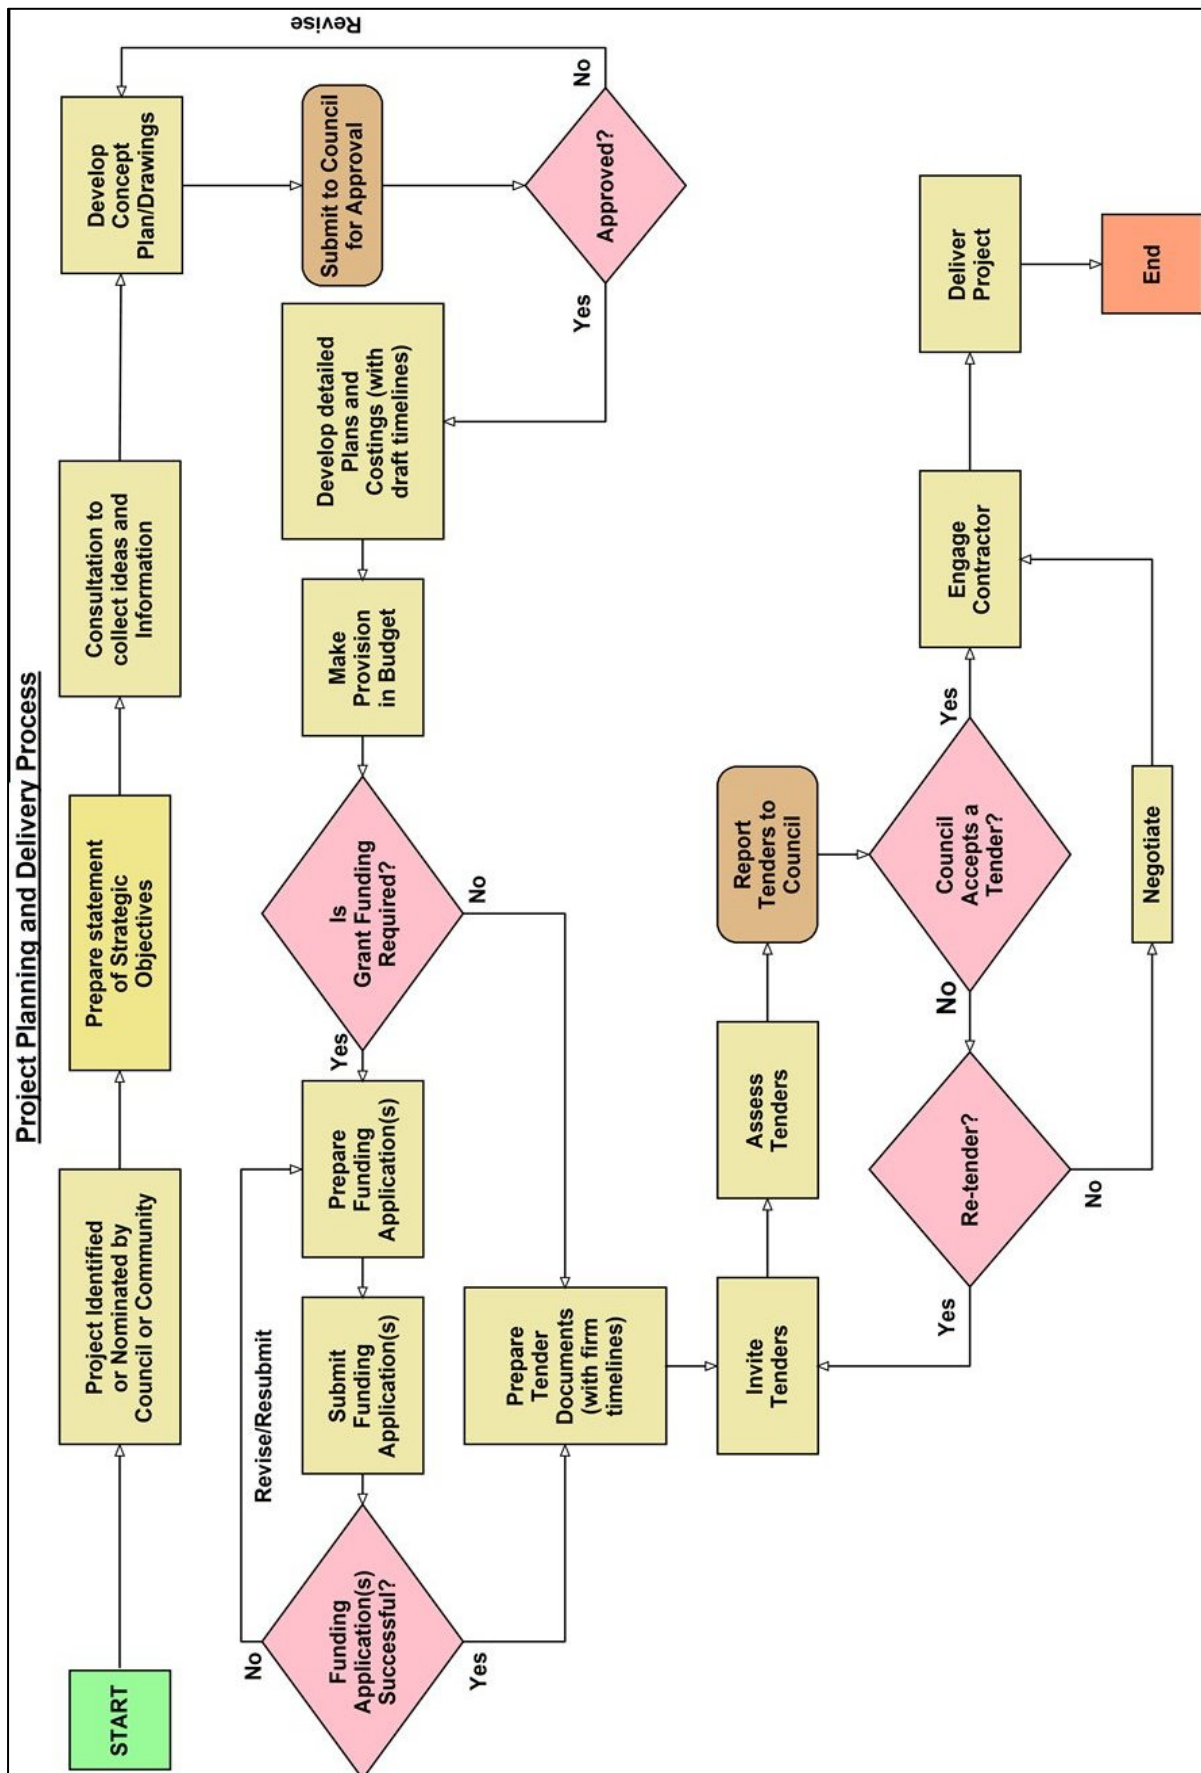 Project Planning and Delivery Process
START
Project Identified
or Nominated by
Council or Community
Prepare statement
of Strategic
Objectives
Consultation to
collect ideas and
Information
Develop
Concept
Plan/Drawings
Revise
Submit to Council
for Approval
Approved?
No
Yes
Develop detailed
Plans and
Costings (with
draft timelines)
Make
Provision
in Budget
Is
Grant Funding
Required?
Yes
No
Prepare
Funding
Application(s)
Submit
Funding
Application(s)
Funding
Application(s)
Successful?
No
Revise/Resubmit
Yes
Prepare
Tender
Documents
(with firm
timelines)
Invite
Tenders
Assess
Tenders
Report
Tenders to
Council
Council
Accepts a
Tender?
Yes
No
Re-tender?
Yes
No
Negotiate
Engage
Contractor
Deliver
Project
End